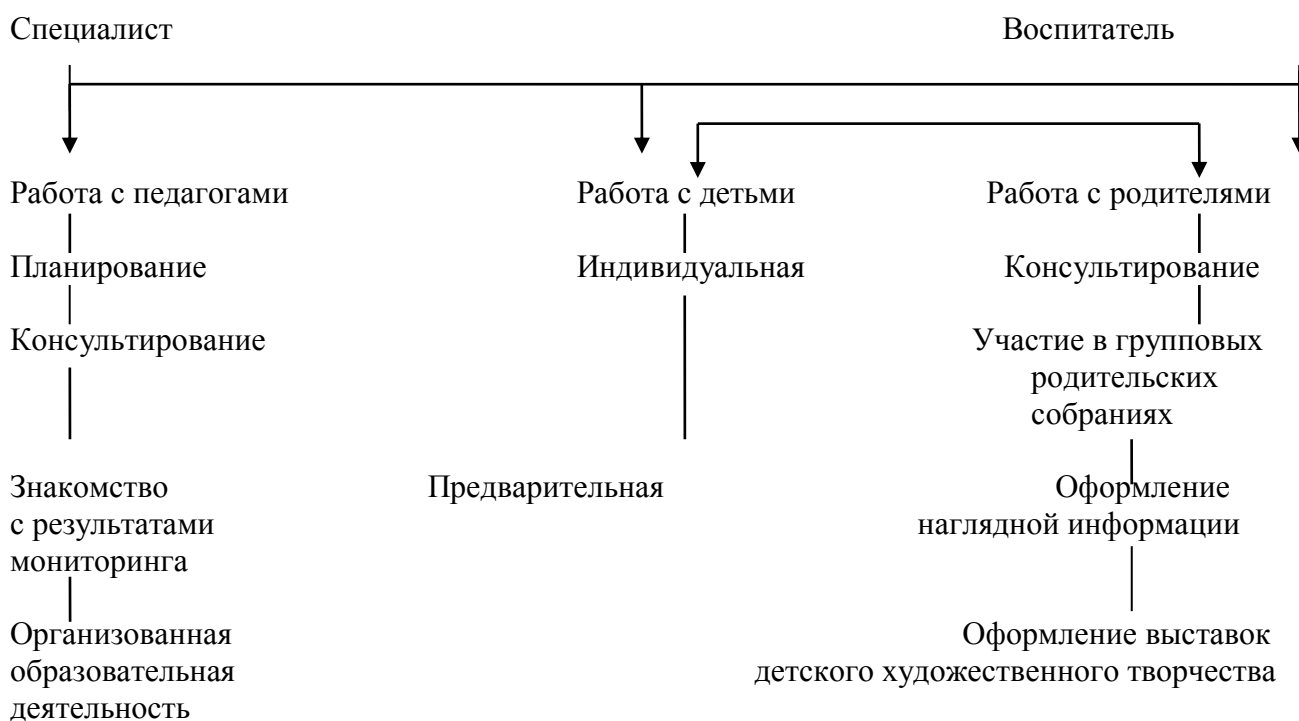 Специалист Воспитатель
Работа с педагогами Работа с детьми Работа с родителями
Планирование Индивидуальная Консультирование
Консультирование Участие в групповых
родительских
собраниях
Знакомство Предварительная Оформление
с результатами наглядной информации
мониторинга
Организованная Оформление выставок
образовательная детского художественного творчества
деятельность